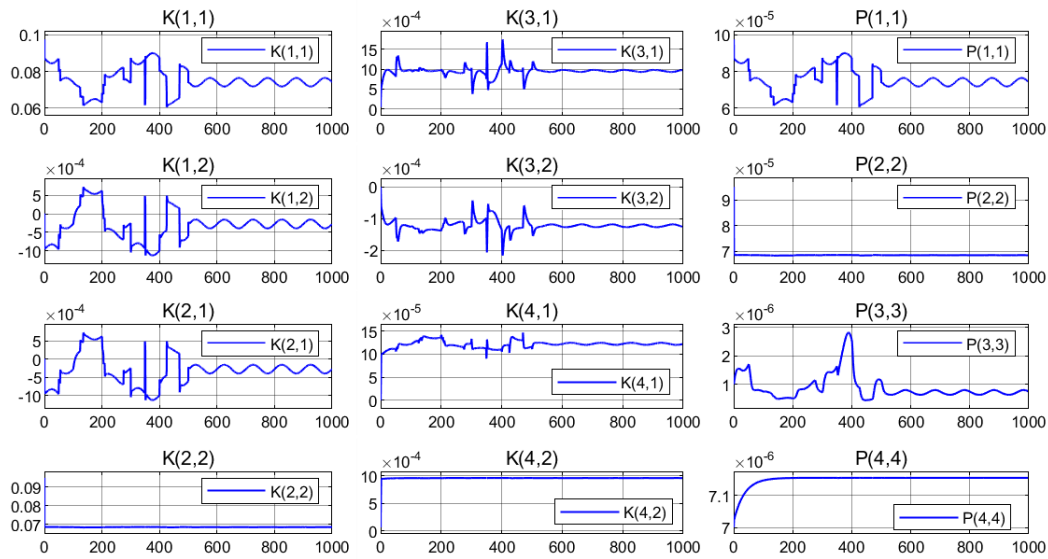 K(1,1)
0.1
0.08
0.06
K(1,1)
0 200 400 600 800 1000
K(3,1)
×10⁻⁴
15
10
5
0
K(3,1)
0 200 400 600 800 1000
P(1,1)
×10⁻⁵
10
8
6
P(1,1)
0 200 400 600 800 1000
K(1,2)
×10⁻⁴
5
0
-5
-10
K(1,2)
0 200 400 600 800 1000
K(3,2)
×10⁻⁴
0
-1
-2
K(3,2)
0 200 400 600 800 1000
P(2,2)
×10⁻⁵
9
8
7
P(2,2)
0 200 400 600 800 1000
K(2,1)
×10⁻⁴
5
0
-5
-10
K(2,1)
0 200 400 600 800 1000
K(4,1)
×10⁻⁵
15
10
5
0
K(4,1)
0 200 400 600 800 1000
P(3,3)
×10⁻⁶
3
2
1
P(3,3)
0 200 400 600 800 1000
K(2,2)
0.09
0.08
0.07
K(2,2)
0 200 400 600 800 1000
K(4,2)
×10⁻⁴
10
5
0
K(4,2)
0 200 400 600 800 1000
P(4,4)
×10⁻⁶
7.1
7
P(4,4)
0 200 400 600 800 1000